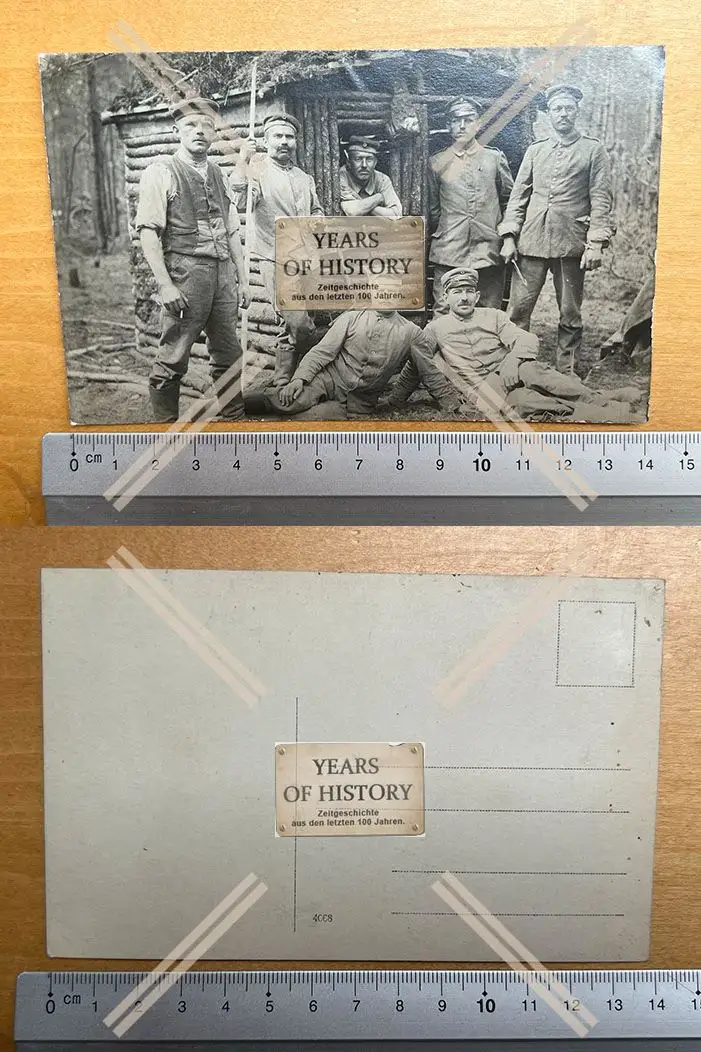 YEARS
OF HISTORY
Zeitgeschichte
aus den letzten 100 Jahren.
0 cm 1 2 3 4 5 6 7 8 9 10 11 12 13 14 15
YEARS
OF HISTORY
Zeitgeschichte
aus den letzten 100 Jahren.
4668
0 cm 1 2 3 4 5 6 7 8 9 10 11 12 13 14 15